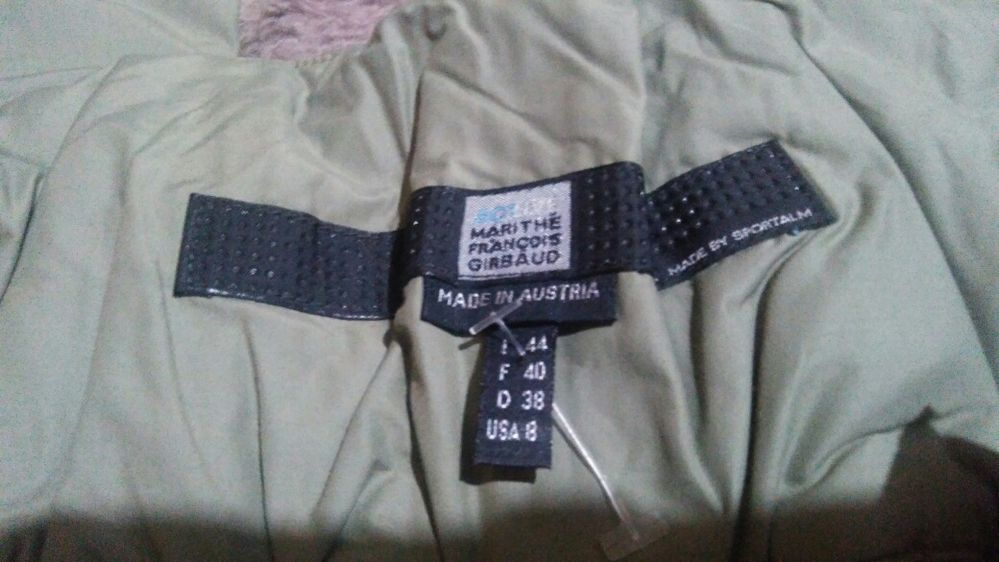 MARITHÉ
FRANÇOIS
GIRBAUD
MADE BY SPORTALM
MADE IN AUSTRIA
I 44
F 40
D 38
USA 8